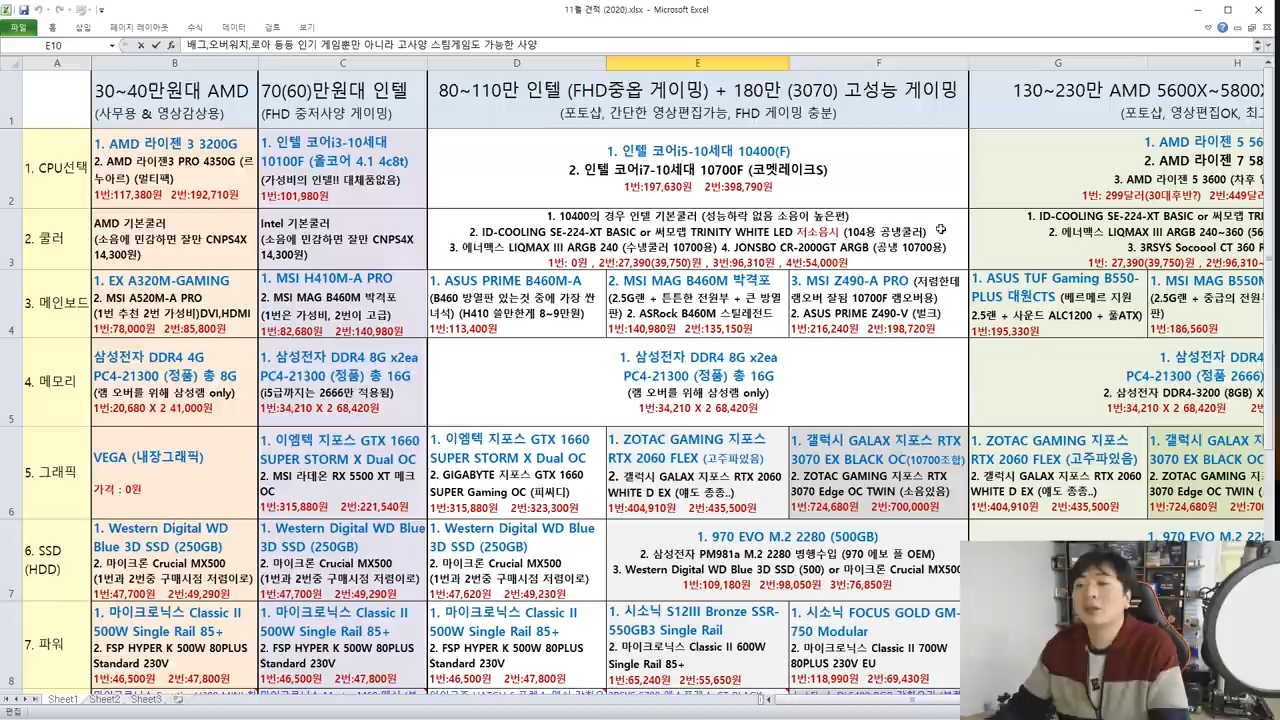 11월 견적 (2020).xlsx - Microsoft Excel
파일 홈 삽입 페이지 레이아웃 수식 데이터 검토 보기
E10 fx 배그,오버워치,로아 등등 인기 게임뿐만 아니라 고사양 스팀게임도 가능한 사양
A B C D E F G H
1
30~40만원대 AMD
(사무용 & 영상감상용)
70(60)만원대 인텔
(FHD 중저사양 게이밍)
80~110만 인텔 (FHD중옵 게이밍) + 180만 (3070) 고성능 게이밍
(포토샵, 간단한 영상편집가능, FHD 게이밍 충분)
130~230만 AMD 5600X~5800X
(포토샵, 영상편집OK, 최고
2
1. CPU선택
1. AMD 라이젠 3 3200G
2. AMD 라이젠3 PRO 4350G (르
누아르) (멀티팩)
1번:117,380원 2번:192,710원
1. 인텔 코어i3-10세대
10100F (올코어 4.1 4c8t)
(가성비의 인텔!! 대체품없음)
1번:101,980원
1. 인텔 코어i5-10세대 10400(F)
2. 인텔 코어i7-10세대 10700F (코멧레이크S)
1번:197,630원 2번:398,790원
1. AMD 라이젠 5 56
2. AMD 라이젠 7 58
3. AMD 라이젠 5 3600 (차후
1번: 299달러(30대후반?) 2번:449달러
3
2. 쿨러
AMD 기본쿨러
(소음에 민감하면 잘만 CNPS4X
14,300원)
Intel 기본쿨러
(소음에 민감하면 잘만 CNPS4X
14,300원)
1. 10400의 경우 인텔 기본쿨러 (성능하락 없음 소음이 높은편)
2. ID-COOLING SE-224-XT BASIC or 써모랩 TRINITY WHITE LED 저소음시 (104용 공냉쿨러)
3. 에너맥스 LIQMAX III ARGB 240 (수냉쿨러 10700용) 4. JONSBO CR-2000GT ARGB (공냉 10700용)
1번: 0원 , 2번:27,390(39,750)원 , 3번:96,310원 , 4번:54,000원
1. ID-COOLING SE-224-XT BASIC or 써모랩 TRI
2. 에너맥스 LIQMAX III ARGB 240~360 (56
3. 3RSYS Socoool CT 360 R
1번: 27,390(39,750)원 2번:96,310~
4
3. 메인보드
1. EX A320M-GAMING
2. MSI A520M-A PRO
(1번 추천 2번 가성비)DVI,HDMI
1번:78,000원 2번:85,800원
1. MSI H410M-A PRO
2. MSI MAG B460M 박격포
(1번은 가성비, 2번이 고급)
1번:82,680원 2번:140,980원
1. ASUS PRIME B460M-A
(B460 방열판 있는것 중에 가장 싼
녀석) (H410 쓸만한게 8~9만원)
1번:113,400원
2. MSI MAG B460M 박격포
(2.5G랜 + 튼튼한 전원부 + 큰 방열
판) 2. ASRock B460M 스틸레전드
1번:140,980원 2번:135,150원
3. MSI Z490-A PRO (저렴한데
램오버 잘됨 10700F 램오버용)
2. ASUS PRIME Z490-V (벌크)
1번:216,240원 2번:198,720원
1. ASUS TUF Gaming B550-
PLUS 대원CTS (베르메르 지원
2.5랜 + 사운드 ALC1200 + 풀ATX)
1번:195,330원
1. MSI MAG B550M
(2.5G랜 + 중급의 전원부
판)
1번:186,560원
5
4. 메모리
삼성전자 DDR4 4G
PC4-21300 (정품) 총 8G
(램 오버를 위해 삼성램 only)
1번:20,680 X 2 41,000원
1. 삼성전자 DDR4 8G x2ea
PC4-21300 (정품) 총 16G
(i5급까지는 2666만 적용됨)
1번:34,210 X 2 68,420원
1. 삼성전자 DDR4 8G x2ea
PC4-21300 (정품) 총 16G
(램 오버를 위해 삼성램 only)
1번:34,210 X 2 68,420원
1. 삼성전자 DDR4
PC4-21300 (정품 2666)
2. 삼성전자 DDR4-3200 (8GB) X
1번:34,210 X 2 68,420원
6
5. 그래픽
VEGA (내장그래픽)
가격 : 0원
1. 이엠텍 지포스 GTX 1660
SUPER STORM X Dual OC
2. MSI 라데온 RX 5500 XT 메크
OC
1번:315,880원 2번:221,540원
1. 이엠텍 지포스 GTX 1660
SUPER STORM X Dual OC
2. GIGABYTE 지포스 GTX 1660
SUPER Gaming OC (피씨디)
1번:315,880원 2번:323,300원
1. ZOTAC GAMING 지포스
RTX 2060 FLEX (고주파있음)
2. 갤럭시 GALAX 지포스 RTX 2060
WHITE D EX (얘도 종종..)
1번:404,910원 2번:435,500원
1. 갤럭시 GALAX 지포스 RTX
3070 EX BLACK OC(10700조합)
2. ZOTAC GAMING 지포스 RTX
3070 Edge OC TWIN (소음있음)
1번:724,680원 2번:700,000원
1. ZOTAC GAMING 지포스
RTX 2060 FLEX (고주파있음)
2. 갤럭시 GALAX 지포스 RTX 2060
WHITE D EX (얘도 종종..)
1번:404,910원 2번:435,500원
1. 갤럭시 GALAX 지
3070 EX BLACK OC
2. ZOTAC GAMING 지
3070 Edge OC TWIN
1번:724,680원 2번:700
7
6. SSD
(HDD)
1. Western Digital WD
Blue 3D SSD (250GB)
2. 마이크론 Crucial MX500
(1번과 2번중 구매시점 저렴이로)
1번:47,700원 2번:49,290원
1. Western Digital WD Blue
3D SSD (250GB)
2. 마이크론 Crucial MX500
(1번과 2번중 구매시점 저렴이로)
1번:47,700원 2번:49,290원
1. Western Digital WD Blue
3D SSD (250GB)
2. 마이크론 Crucial MX500
(1번과 2번중 구매시점 저렴이로)
1번:47,620원 2번:49,230원
1. 970 EVO M.2 2280 (500GB)
2. 삼성전자 PM981a M.2 2280 병행수입 (970 에보 플 OEM)
3. Western Digital WD Blue 3D SSD (500) or 마이크론 Crucial MX500
1번:109,180원 2번:98,050원 3번:76,850원
1. 970 EVO M.2 2280
8
7. 파워
1. 마이크로닉스 Classic II
500W Single Rail 85+
2. FSP HYPER K 500W 80PLUS
Standard 230V
1번:46,500원 2번:47,800원
1. 마이크로닉스 Classic II
500W Single Rail 85+
2. FSP HYPER K 500W 80PLUS
Standard 230V
1번:46,500원 2번:47,800원
1. 마이크로닉스 Classic II
500W Single Rail 85+
2. FSP HYPER K 500W 80PLUS
Standard 230V
1번:46,500원 2번:47,800원
1. 시소닉 S12III Bronze SSR-
550GB3 Single Rail
2. 마이크로닉스 Classic II 600W
Single Rail 85+
1번:65,240원 2번:55,650원
1. 시소닉 FOCUS GOLD GM-
750 Modular
2. 마이크로닉스 Classic II 700W
80PLUS 230V EU
1번:118,990원 2번:69,430원
Sheet1 Sheet2 Sheet3
편집